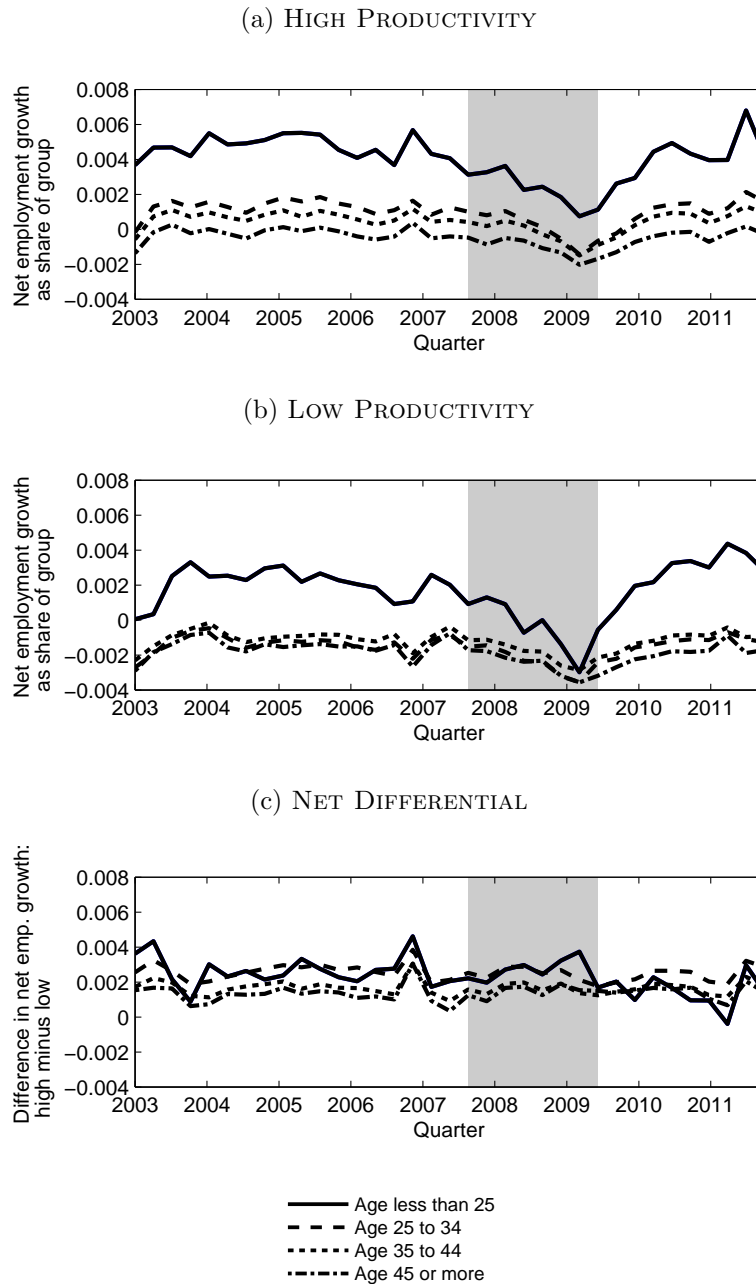 (a) High Productivity
0.008
0.006
0.004
0.002
0
−0.002
−0.004
Net employment growth
as share of group
2003 2004 2005 2006 2007 2008 2009 2010 2011
Quarter
(b) Low Productivity
0.008
0.006
0.004
0.002
0
−0.002
−0.004
Net employment growth
as share of group
2003 2004 2005 2006 2007 2008 2009 2010 2011
Quarter
(c) Net Differential
0.008
0.006
0.004
0.002
0
−0.002
−0.004
Difference in net emp. growth:
high minus low
2003 2004 2005 2006 2007 2008 2009 2010 2011
Quarter
Age less than 25
Age 25 to 34
Age 35 to 44
Age 45 or more